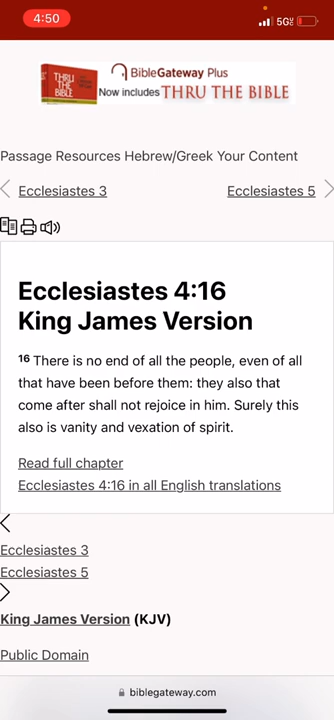 4:50
5G
THRU THE BIBLE
BibleGateway Plus
Now includes THRU THE BIBLE
Passage Resources Hebrew/Greek Your Content
Ecclesiastes 3 Ecclesiastes 5
Ecclesiastes 4:16
King James Version
16 There is no end of all the people, even of all
that have been before them: they also that
come after shall not rejoice in him. Surely this
also is vanity and vexation of spirit.
Read full chapter
Ecclesiastes 4:16 in all English translations
Ecclesiastes 3
Ecclesiastes 5
King James Version (KJV)
Public Domain
biblegateway.com